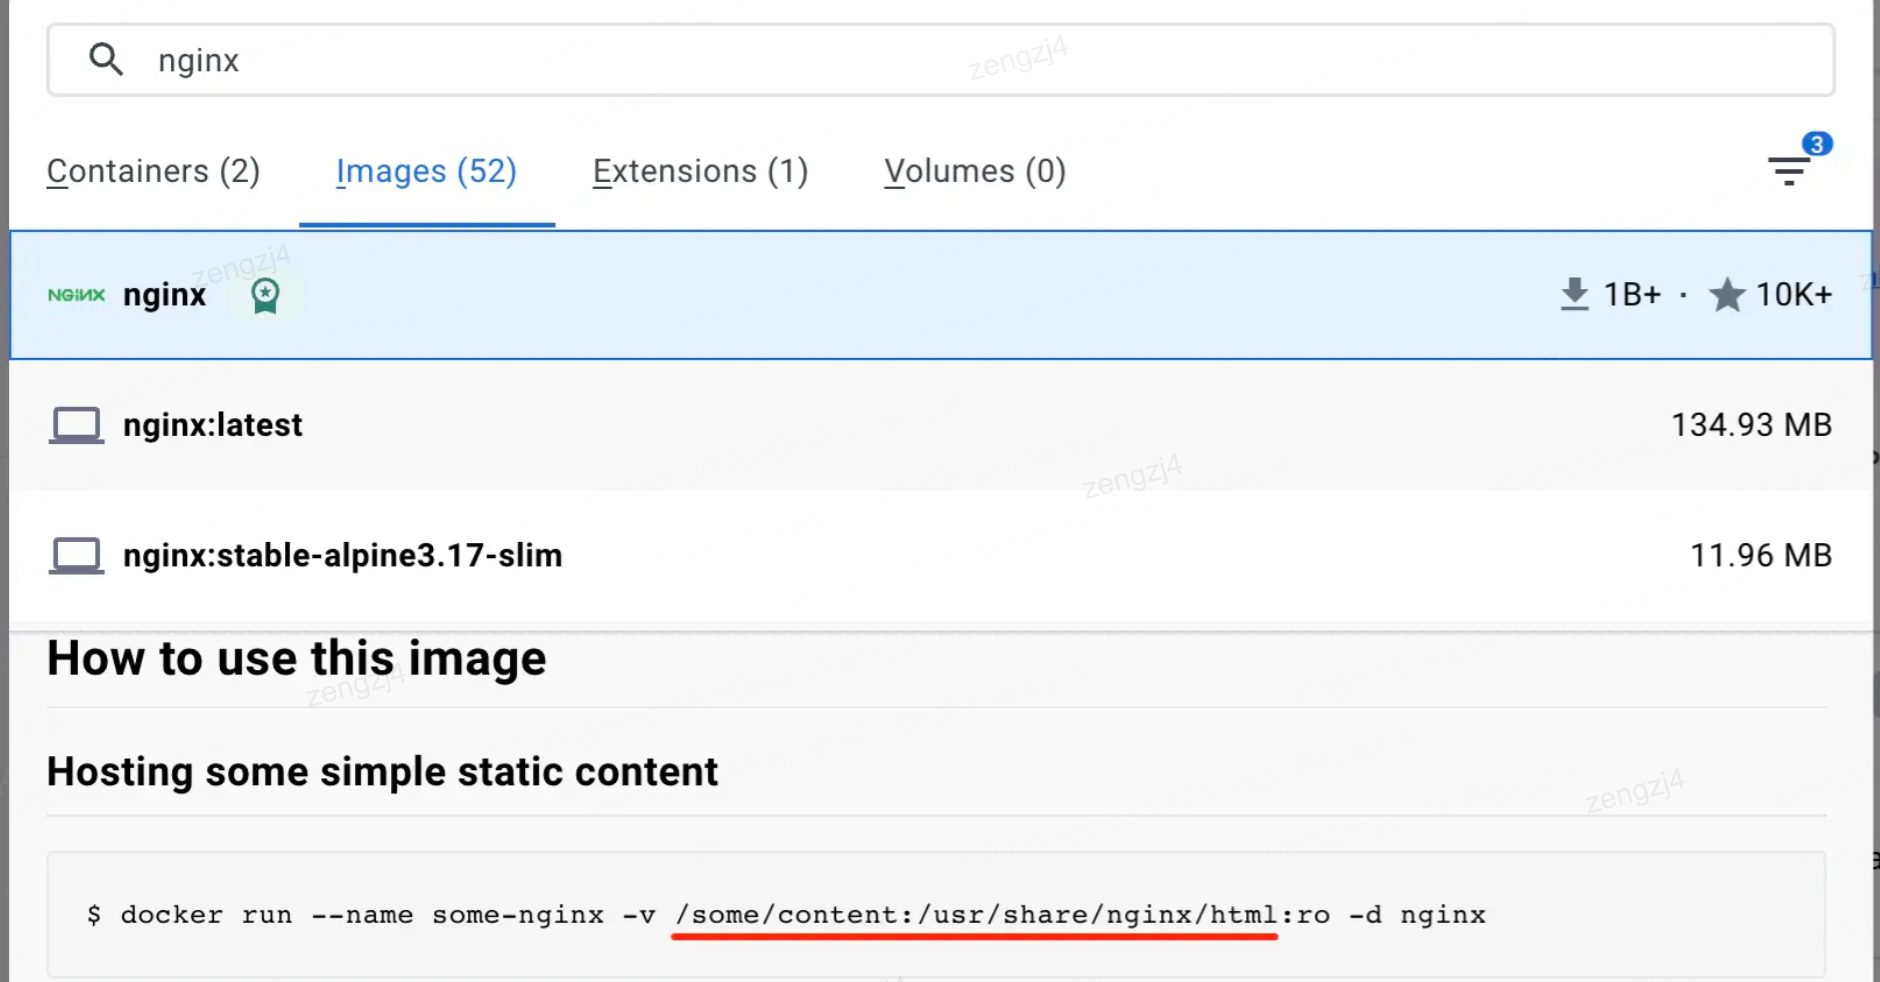 nginx
zengzj4
Containers (2) Images (52) Extensions (1) Volumes (0) 3
zengzj4
NGINX nginx 1B+ · 10K+
nginx:latest 134.93 MB
zengzj4
nginx:stable-alpine3.17-slim 11.96 MB
How to use this image
zengzj4
Hosting some simple static content
zengzj4
$ docker run --name some-nginx -v /some/content:/usr/share/nginx/html:ro -d nginx